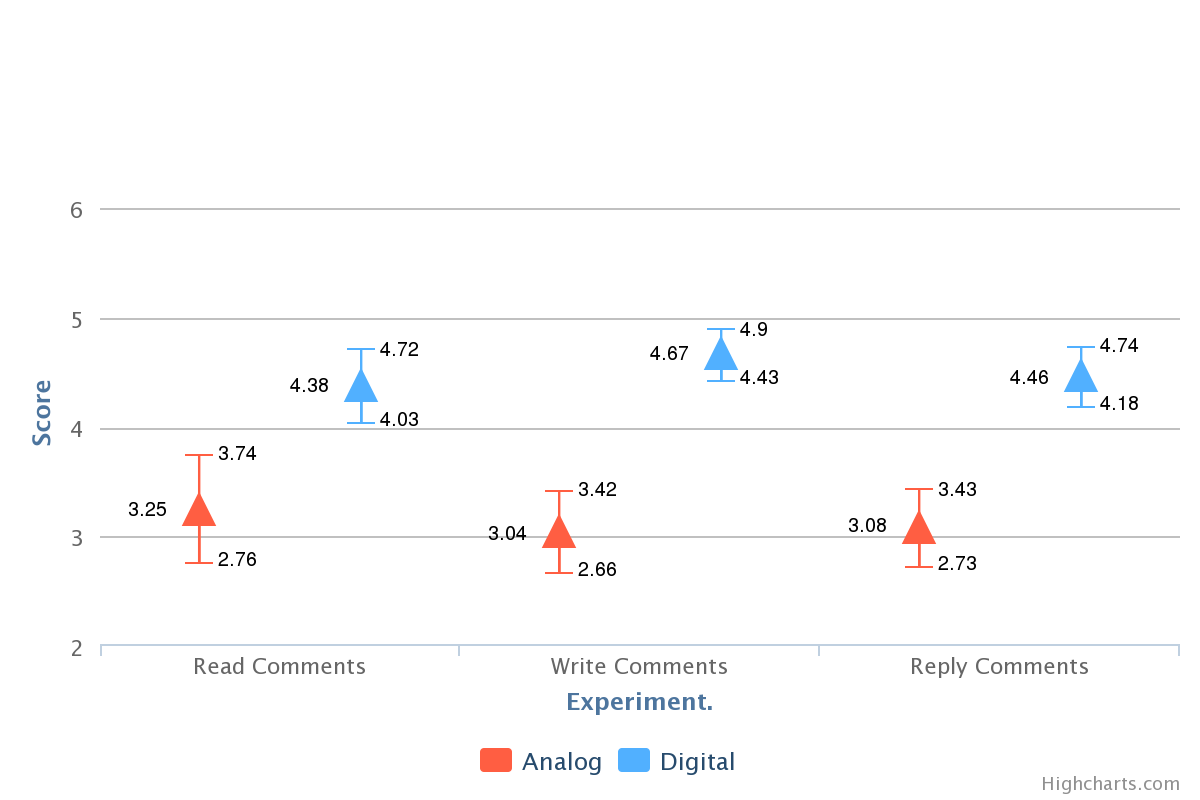 6
5
4
3
2
Score
3.74
3.25
2.76
4.72
4.38
4.03
3.42
3.04
2.66
4.9
4.67
4.43
3.43
3.08
2.73
4.74
4.46
4.18
Read Comments
Write Comments
Reply Comments
Experiment.
Analog
Digital
Highcharts.com